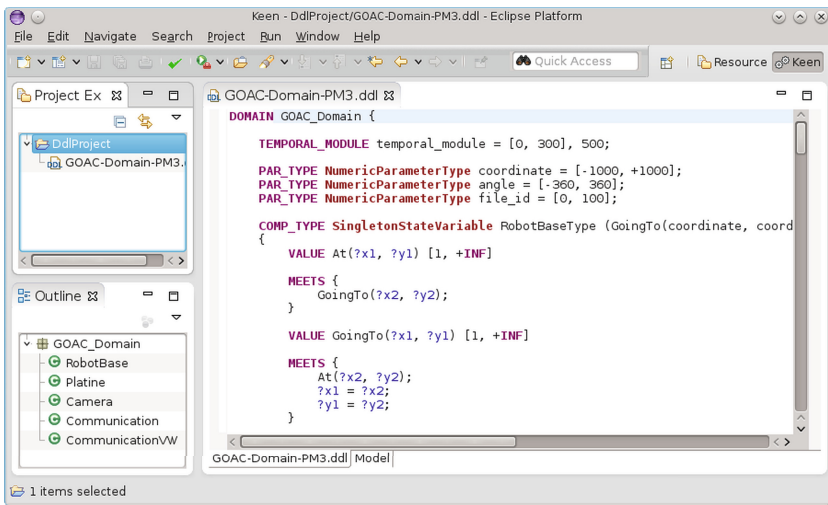 Keen - DdlProject/GOAC-Domain-PM3.ddl - Eclipse Platform
File Edit Navigate Search Project Run Window Help
Quick Access
Resource
Keen
Project Ex
DdlProject
GOAC-Domain-PM3.
Outline
GOAC_Domain
RobotBase
Platine
Camera
Communication
CommunicationVW
GOAC-Domain-PM3.ddl
DOMAIN GOAC_Domain {
TEMPORAL_MODULE temporal_module = [0, 300], 500;
PAR_TYPE NumericParameterType coordinate = [-1000, +1000];
PAR_TYPE NumericParameterType angle = [-360, 360];
PAR_TYPE NumericParameterType file_id = [0, 100];
COMP_TYPE SingletonStateVariable RobotBaseType (GoingTo(coordinate, coord
{
VALUE At(?x1, ?y1) [1, +INF]
MEETS {
GoingTo(?x2, ?y2);
}
VALUE GoingTo(?x1, ?y1) [1, +INF]
MEETS {
At(?x2, ?y2);
?x1 = ?x2;
?y1 = ?y2;
}
GOAC-Domain-PM3.ddl Model
1 items selected